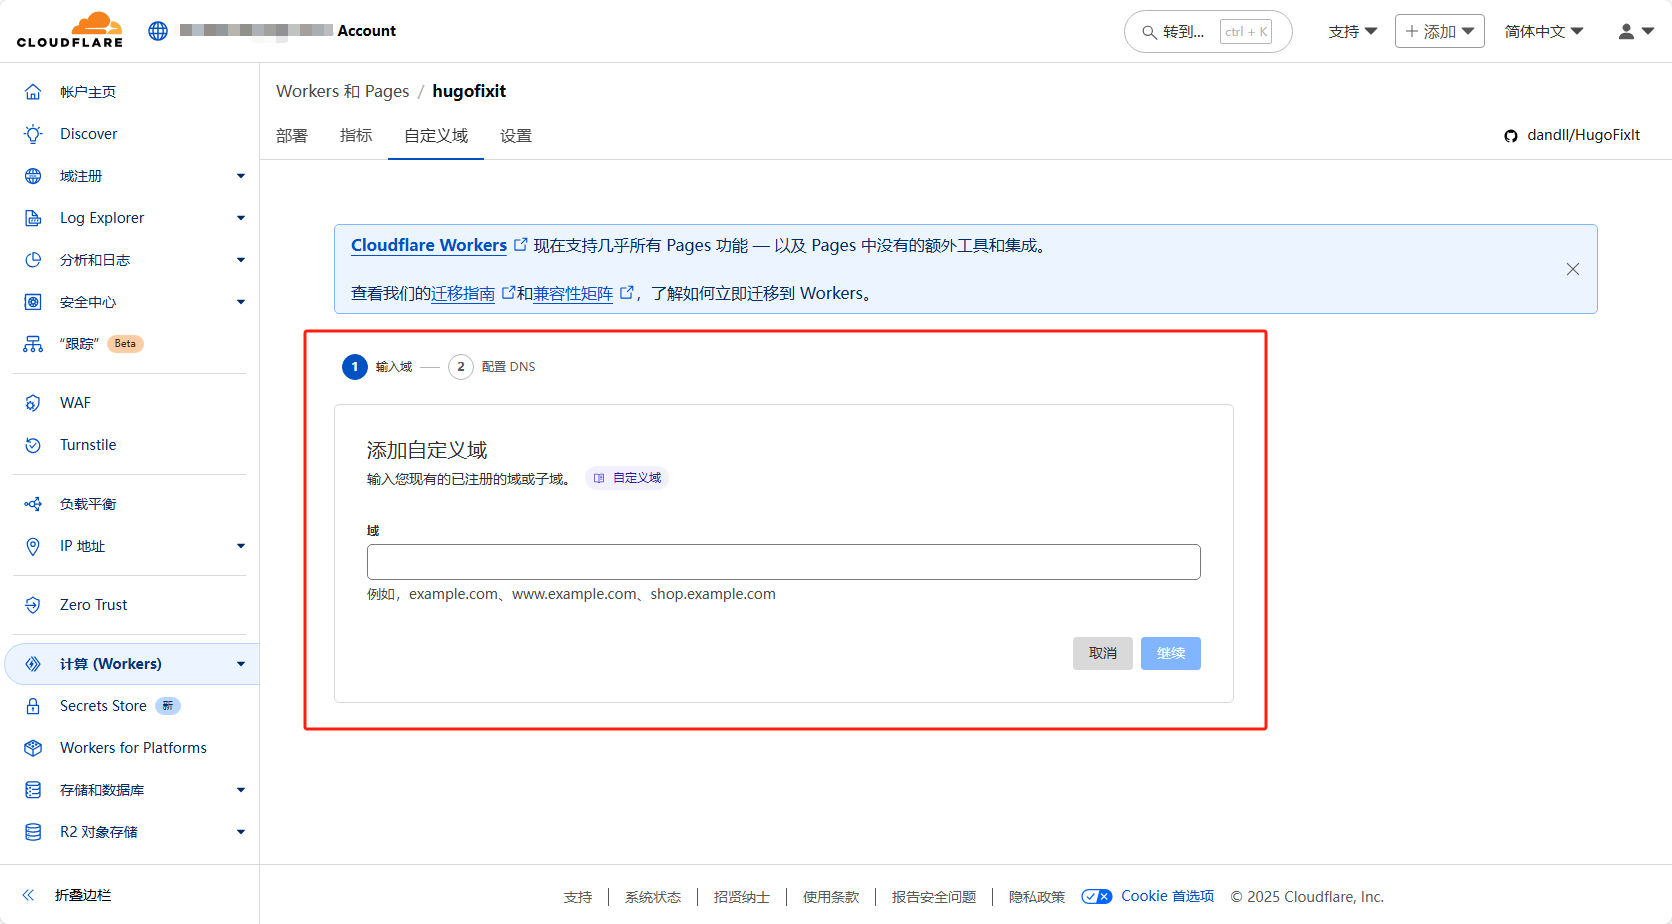 CLOUDFLARE
Account
转到... ctrl + K
支持
添加
简体中文
帐户主页
Discover
域注册
Log Explorer
分析和日志
安全中心
“跟踪” Beta
WAF
Turnstile
负载平衡
IP 地址
Zero Trust
计算 (Workers)
Secrets Store 新
Workers for Platforms
存储和数据库
R2 对象存储
折叠边栏
Workers 和 Pages / hugofixit
部署 指标 自定义域 设置
dandll/HugoFixIt
Cloudflare Workers 现在支持几乎所有 Pages 功能 — 以及 Pages 中没有的额外工具和集成。
查看我们的迁移指南和兼容性矩阵，了解如何立即迁移到 Workers。
1 输入域 2 配置 DNS
添加自定义域
输入您现有的已注册的域或子域。 自定义域
域
例如，example.com、www.example.com、shop.example.com
取消 继续
支持 系统状态 招贤纳士 使用条款 报告安全问题 隐私政策 Cookie 首选项 © 2025 Cloudflare, Inc.